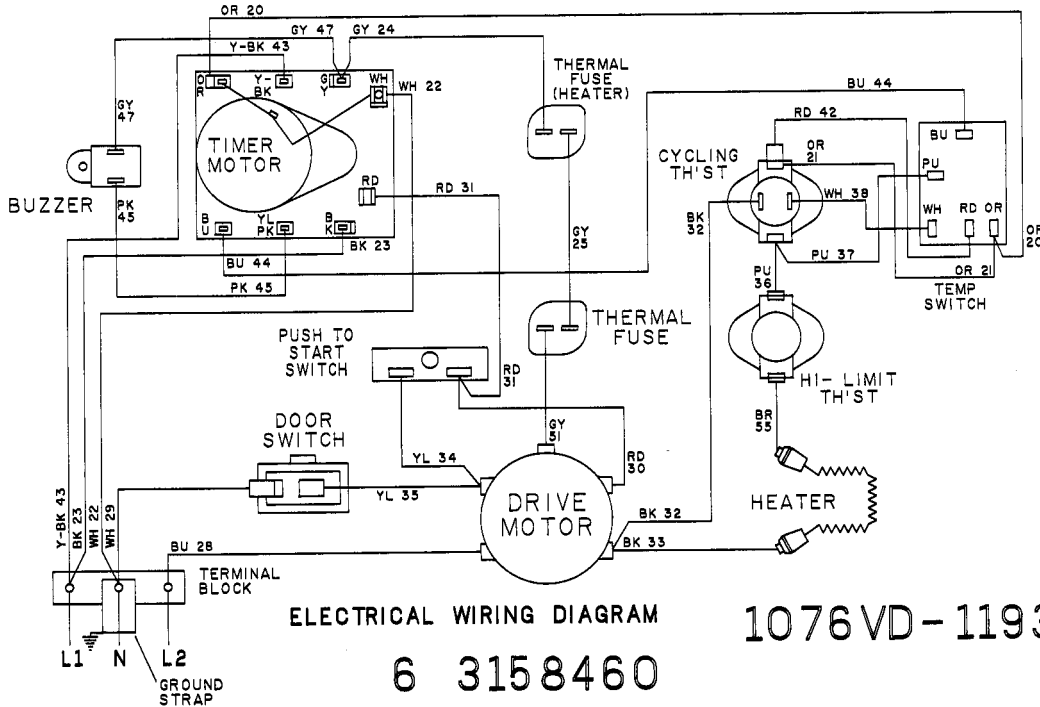 OR 20
Y-BK 43
GY 47
GY 24
O
R
Y-
BK
G
Y
WH
WH 22
THERMAL
FUSE
(HEATER)
BU 44
GY
47
TIMER
MOTOR
RD 42
CYCLING
TH'ST
OR
21
BU
PU
BUZZER
PK
45
RD
RD 31
WH 38
WH
RD
OR
B
U
YL
PK
B
K
BK 23
BK
32
GY
25
OR
20
BU 44
PU 37
PK 45
PU
36
OR 21
TEMP
SWITCH
PUSH TO
START
SWITCH
THERMAL
FUSE
RD
31
HI- LIMIT
TH'ST
DOOR
SWITCH
GY
51
BR
55
YL 34
RD
30
YL 35
DRIVE
MOTOR
HEATER
Y-BK 43
BK 23
WH 22
WH 29
BK 32
BU 28
BK 33
TERMINAL
BLOCK
ELECTRICAL WIRING DIAGRAM
1076VD-1193
L1
N
L2
6 3158460
GROUND
STRAP